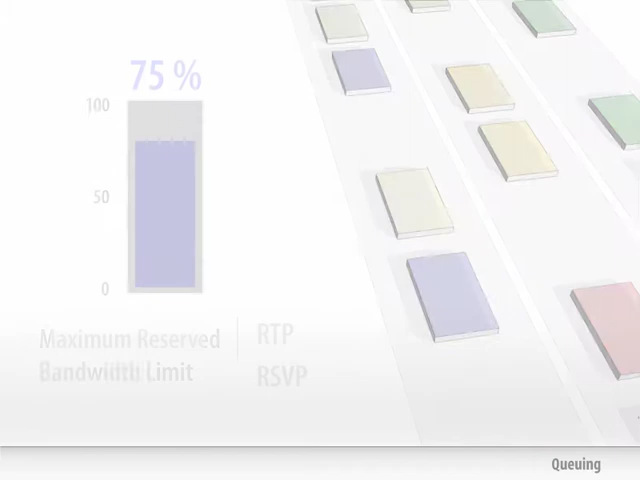 75 %
100
50
0
Maximum Reserved
Bandwidth Limit
RTP
RSVP
Queuing